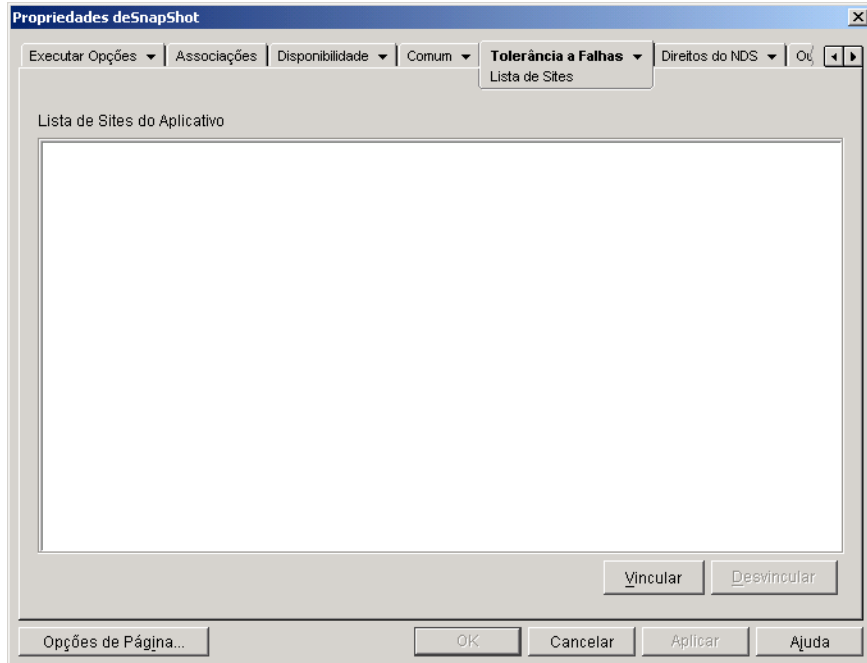 Propriedades deSnapShot
Executar Opções Associações Disponibilidade Comum Tolerância a Falhas Direitos do NDS
Lista de Sites
Lista de Sites do Aplicativo
Vincular Desvincular
Opções de Página... OK Cancelar Aplicar Ajuda